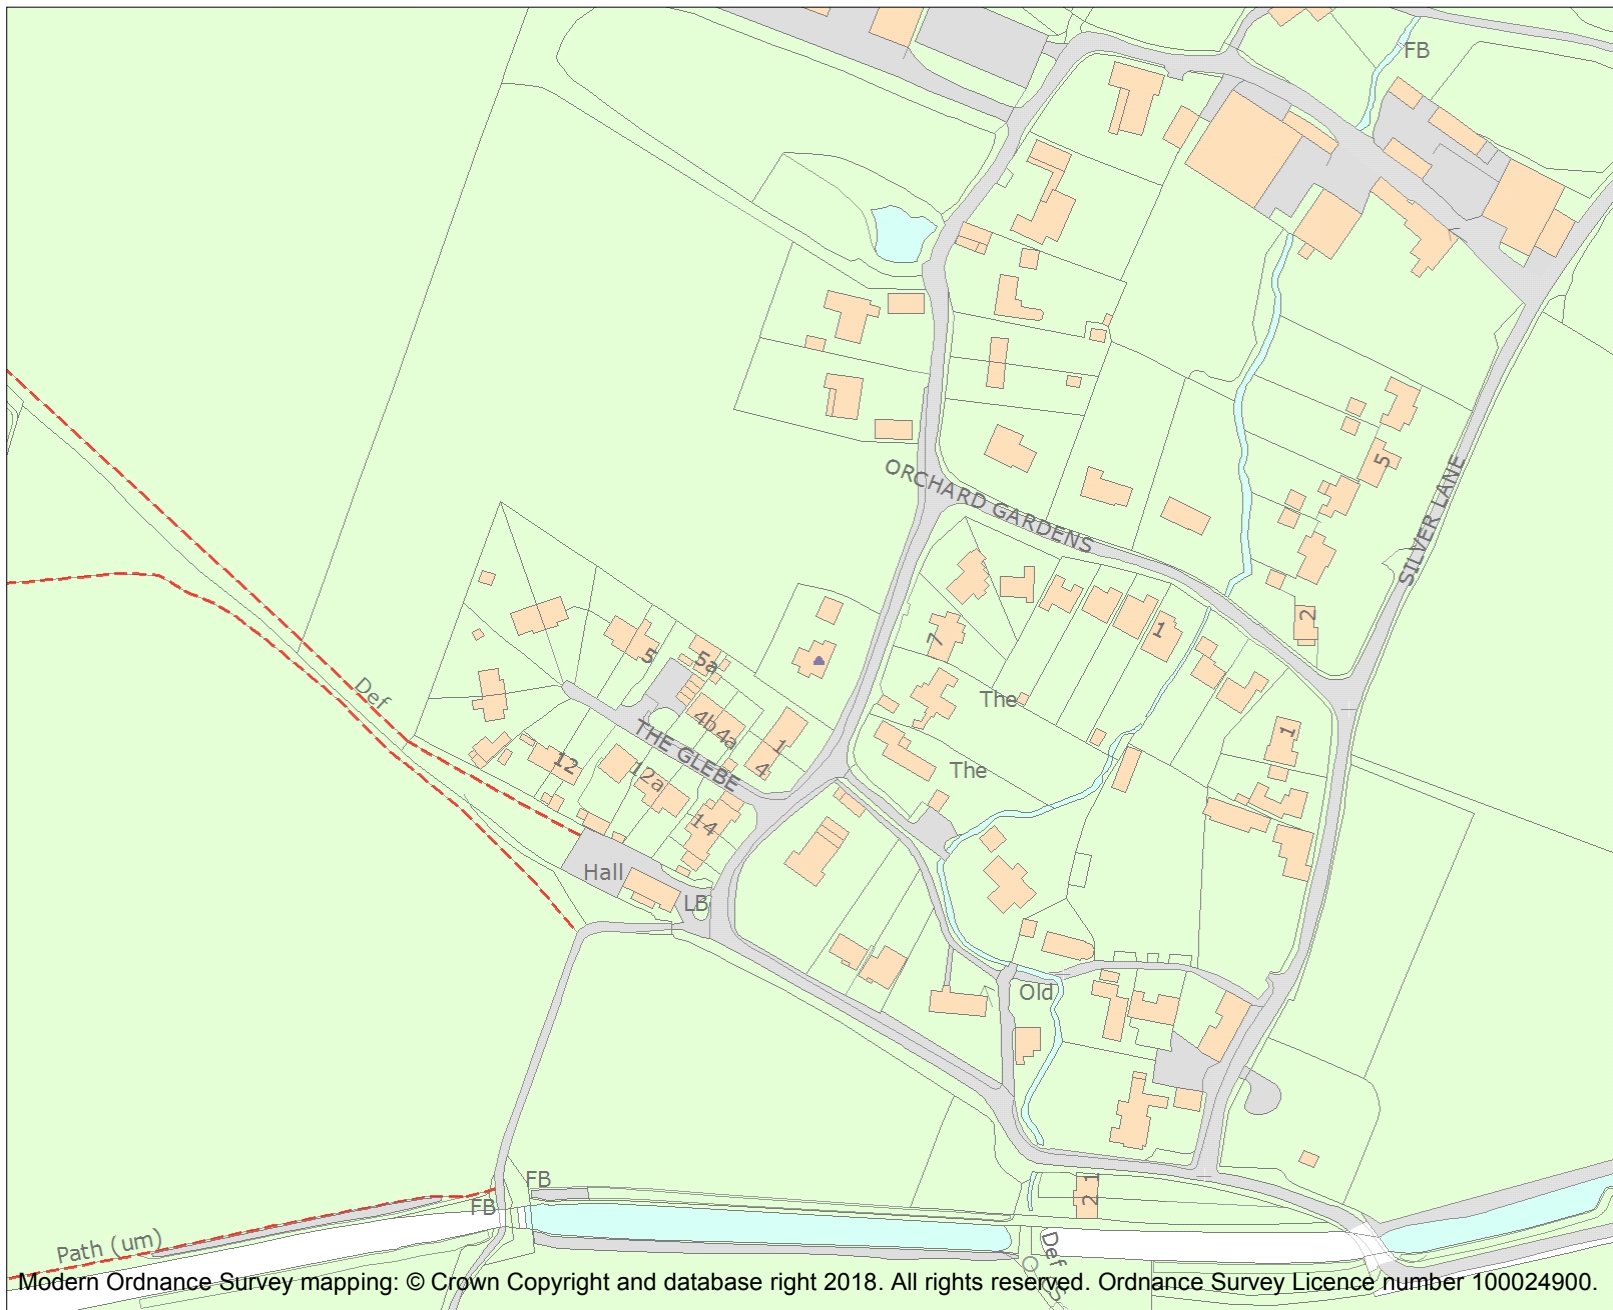 FB
ORCHARD GARDENS
5
SILVER LANE
2
1
7
The
5
5a
Def
4b
4a
THE GLEBE
1
4
1
The
12
12a
14
Hall
LB
Old
FB
FB
1
2
Path (um)
Def
Modern Ordnance Survey mapping: © Crown Copyright and database right 2018. All rights reserved. Ordnance Survey Licence number 100024900.